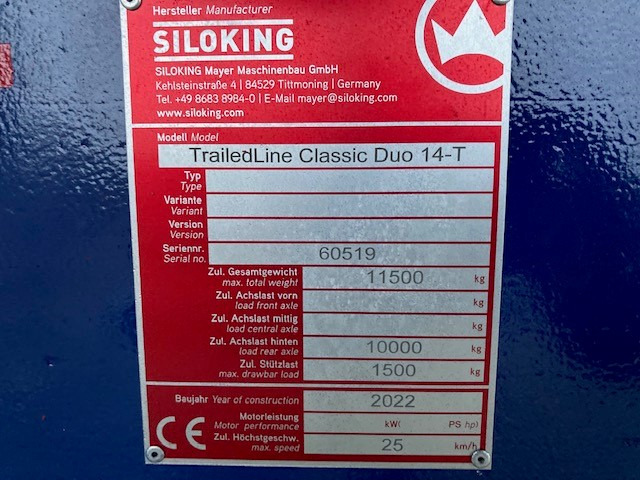 Hersteller Manufacturer
SILOKING
SILOKING Mayer Maschinenbau GmbH
Kehlsteinstraße 4 | 84529 Tittmoning | Germany
Tel. +49 8683 8984-0 | E-Mail mayer@siloking.com
www.siloking.com
Modell Model
TrailedLine Classic Duo 14-T
Typ
Type
Variante
Variant
Version
Version
Seriennr.
Serial no. 60519
Zul. Gesamtgewicht
max. total weight 11500 kg
Zul. Achslast vorn
load front axle kg
Zul. Achslast mittig
load central axle kg
Zul. Achslast hinten
load rear axle 10000 kg
Zul. Stützlast
max. drawbar load 1500 kg
Baujahr Year of construction 2022
Motorleistung
Motor performance kW( PS hp)
CE
Zul. Höchstgeschw.
max. speed 25 km/h